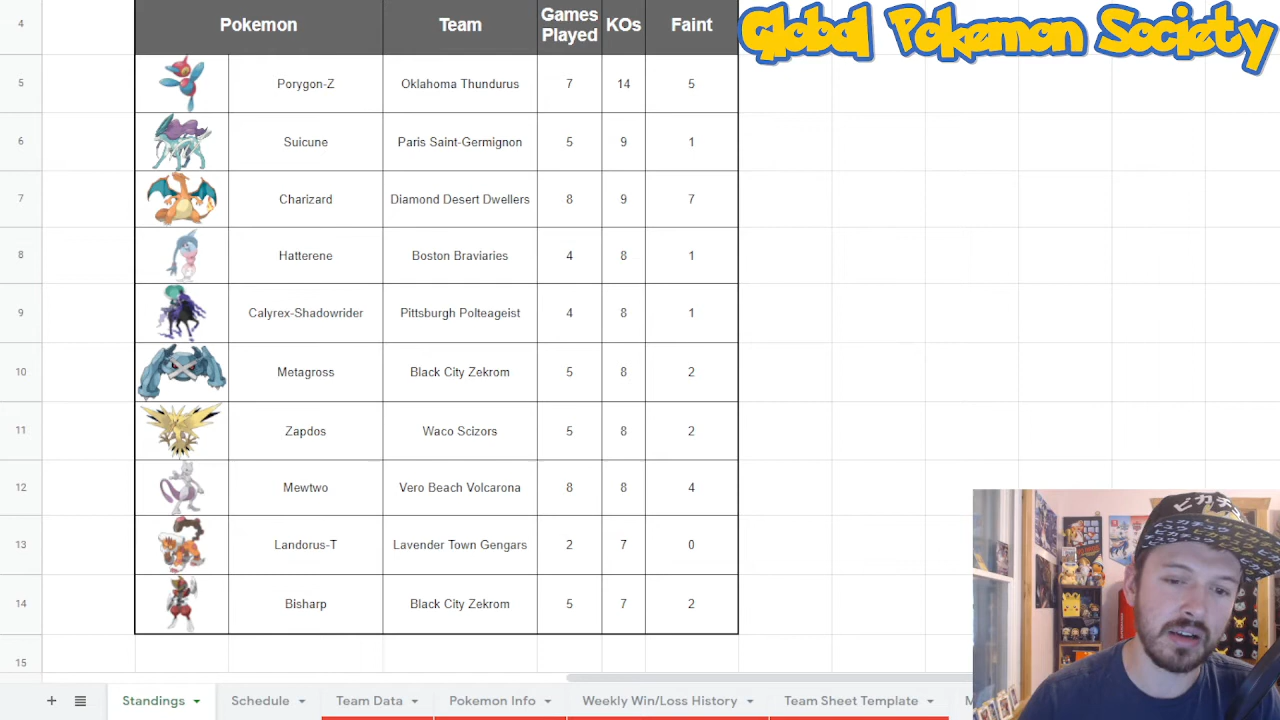 Global Pokemon Society
4 Pokemon Team Games Played KOs Faint
5 Porygon-Z Oklahoma Thundurus 7 14 5
6 Suicune Paris Saint-Germignon 5 9 1
7 Charizard Diamond Desert Dwellers 8 9 7
8 Hatterene Boston Braviaries 4 8 1
9 Calyrex-Shadowrider Pittsburgh Polteageist 4 8 1
10 Metagross Black City Zekrom 5 8 2
11 Zapdos Waco Scizors 5 8 2
12 Mewtwo Vero Beach Volcarona 8 8 4
13 Landorus-T Lavender Town Gengars 2 7 0
14 Bisharp Black City Zekrom 5 7 2
15
+ Standings Schedule Team Data Pokemon Info Weekly Win/Loss History Team Sheet Template